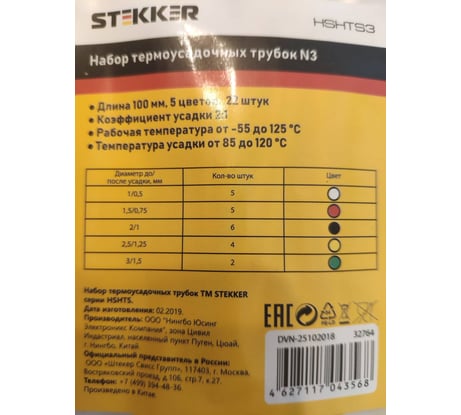 STEKKER
HSHTS3
Набор термоусадочных трубок N3
• Длина 100 мм, 5 цветов, 22 штук
• Коэффициент усадки 2:1
• Рабочая температура от -55 до 125 °C
• Температура усадки от 85 до 120 °C
Диаметр до/
после усадки, мм
Кол-во штук
Цвет
1/0,5 5
1,5/0,75 5
2/1 6
2,5/1,25 4
3/1,5 2
Набор термоусадочных трубок ТМ STEKKER
серии HSHTS.
Дата изготовления: 02.2019.
Производитель: ООО "Нингбо Юсинг
Электроникс Компания", зона Цивил
Индастриал, населенный пункт Пуген, Цюай,
г. Нингбо, Китай
Официальный представитель в России:
ООО «Штекер Свисс Групп», 117431, г. Москва,
Востряковский проезд, д.10б, стр.7, к.27.
Телефон: +7 (499) 394-48-36
Произведено в Китае.
EAC
DVN-25102018 32764
4 627117 043568